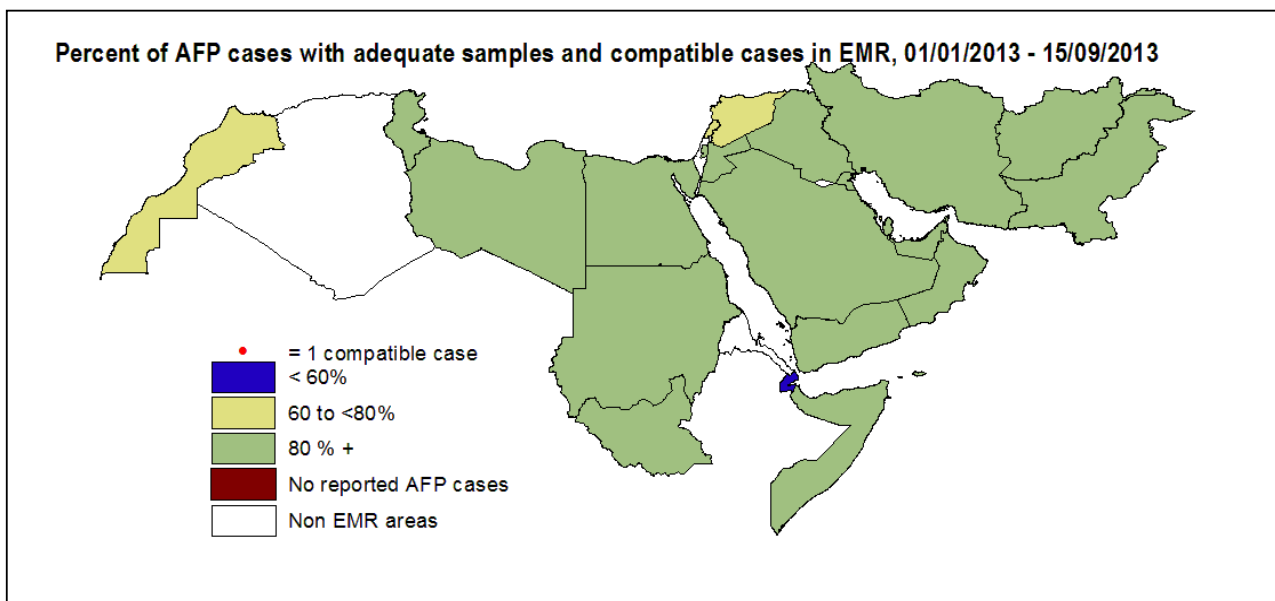 Percent of AFP cases with adequate samples and compatible cases in EMR, 01/01/2013 - 15/09/2013
= 1 compatible case
< 60%
60 to <80%
80 % +
No reported AFP cases
Non EMR areas